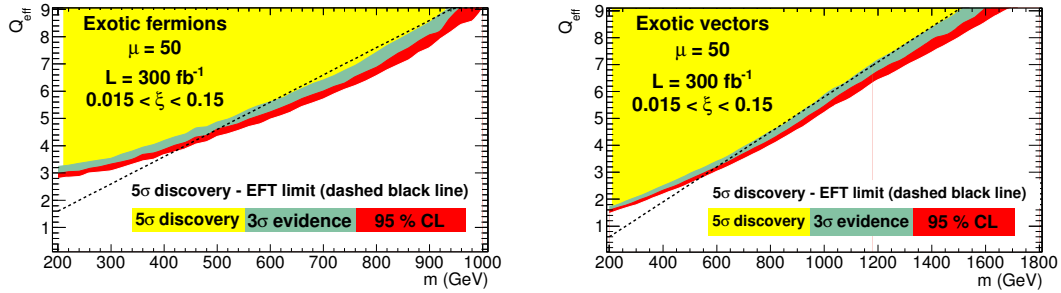 Q_eff
9
8
7
6
5
4
3
2
1
Exotic fermions
μ = 50
L = 300 fb⁻¹
0.015 < ξ < 0.15
5σ discovery - EFT limit (dashed black line)
5σ discovery 3σ evidence 95 % CL
200 300 400 500 600 700 800 900 1000
m (GeV)
Q_eff
9
8
7
6
5
4
3
2
1
Exotic vectors
μ = 50
L = 300 fb⁻¹
0.015 < ξ < 0.15
5σ discovery - EFT limit (dashed black line)
5σ discovery 3σ evidence 95 % CL
200 400 600 800 1000 1200 1400 1600 1800
m (GeV)